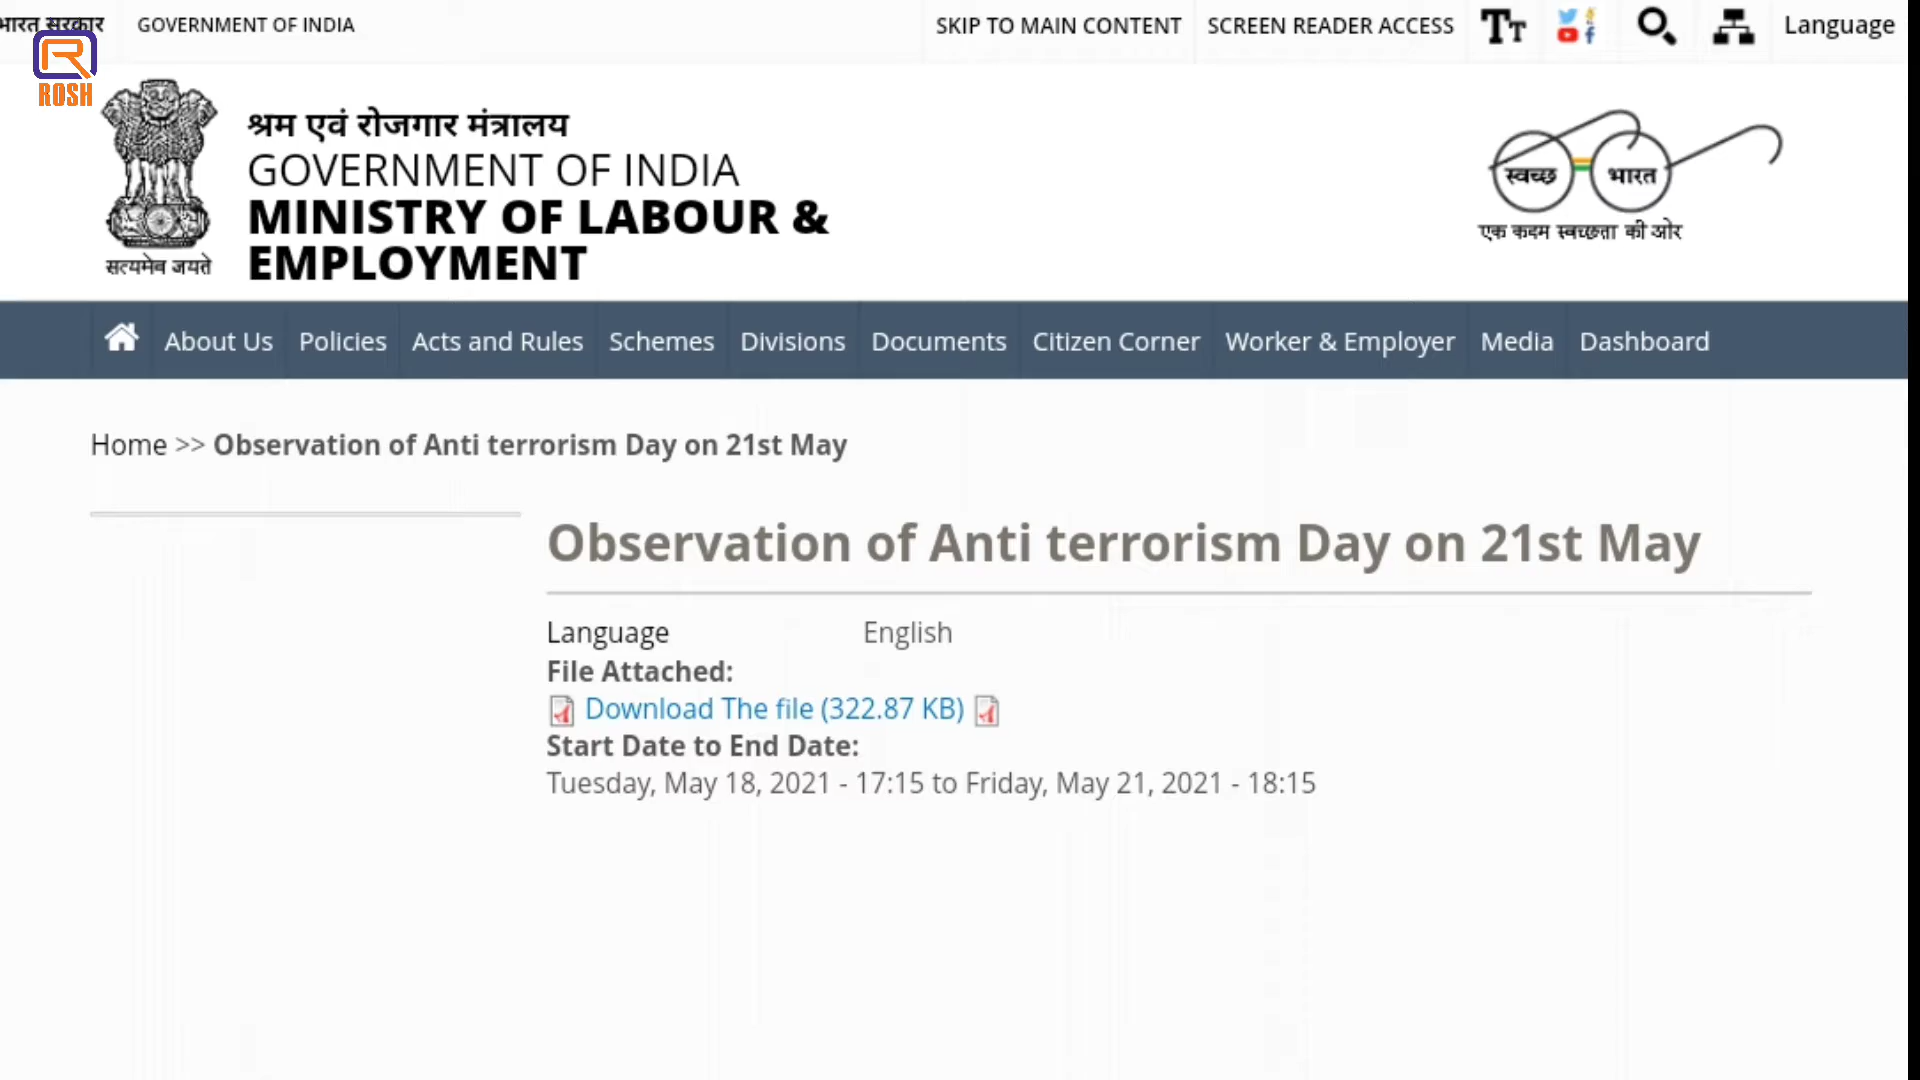 भारत सरकार GOVERNMENT OF INDIA SKIP TO MAIN CONTENT SCREEN READER ACCESS Language
ROSH
श्रम एवं रोजगार मंत्रालय
GOVERNMENT OF INDIA
MINISTRY OF LABOUR &
EMPLOYMENT
सत्यमेव जयते
स्वच्छ भारत
एक कदम स्वच्छता की ओर
About Us Policies Acts and Rules Schemes Divisions Documents Citizen Corner Worker & Employer Media Dashboard
Home >> Observation of Anti terrorism Day on 21st May
Observation of Anti terrorism Day on 21st May
Language English
File Attached:
Download The file (322.87 KB)
Start Date to End Date:
Tuesday, May 18, 2021 - 17:15 to Friday, May 21, 2021 - 18:15